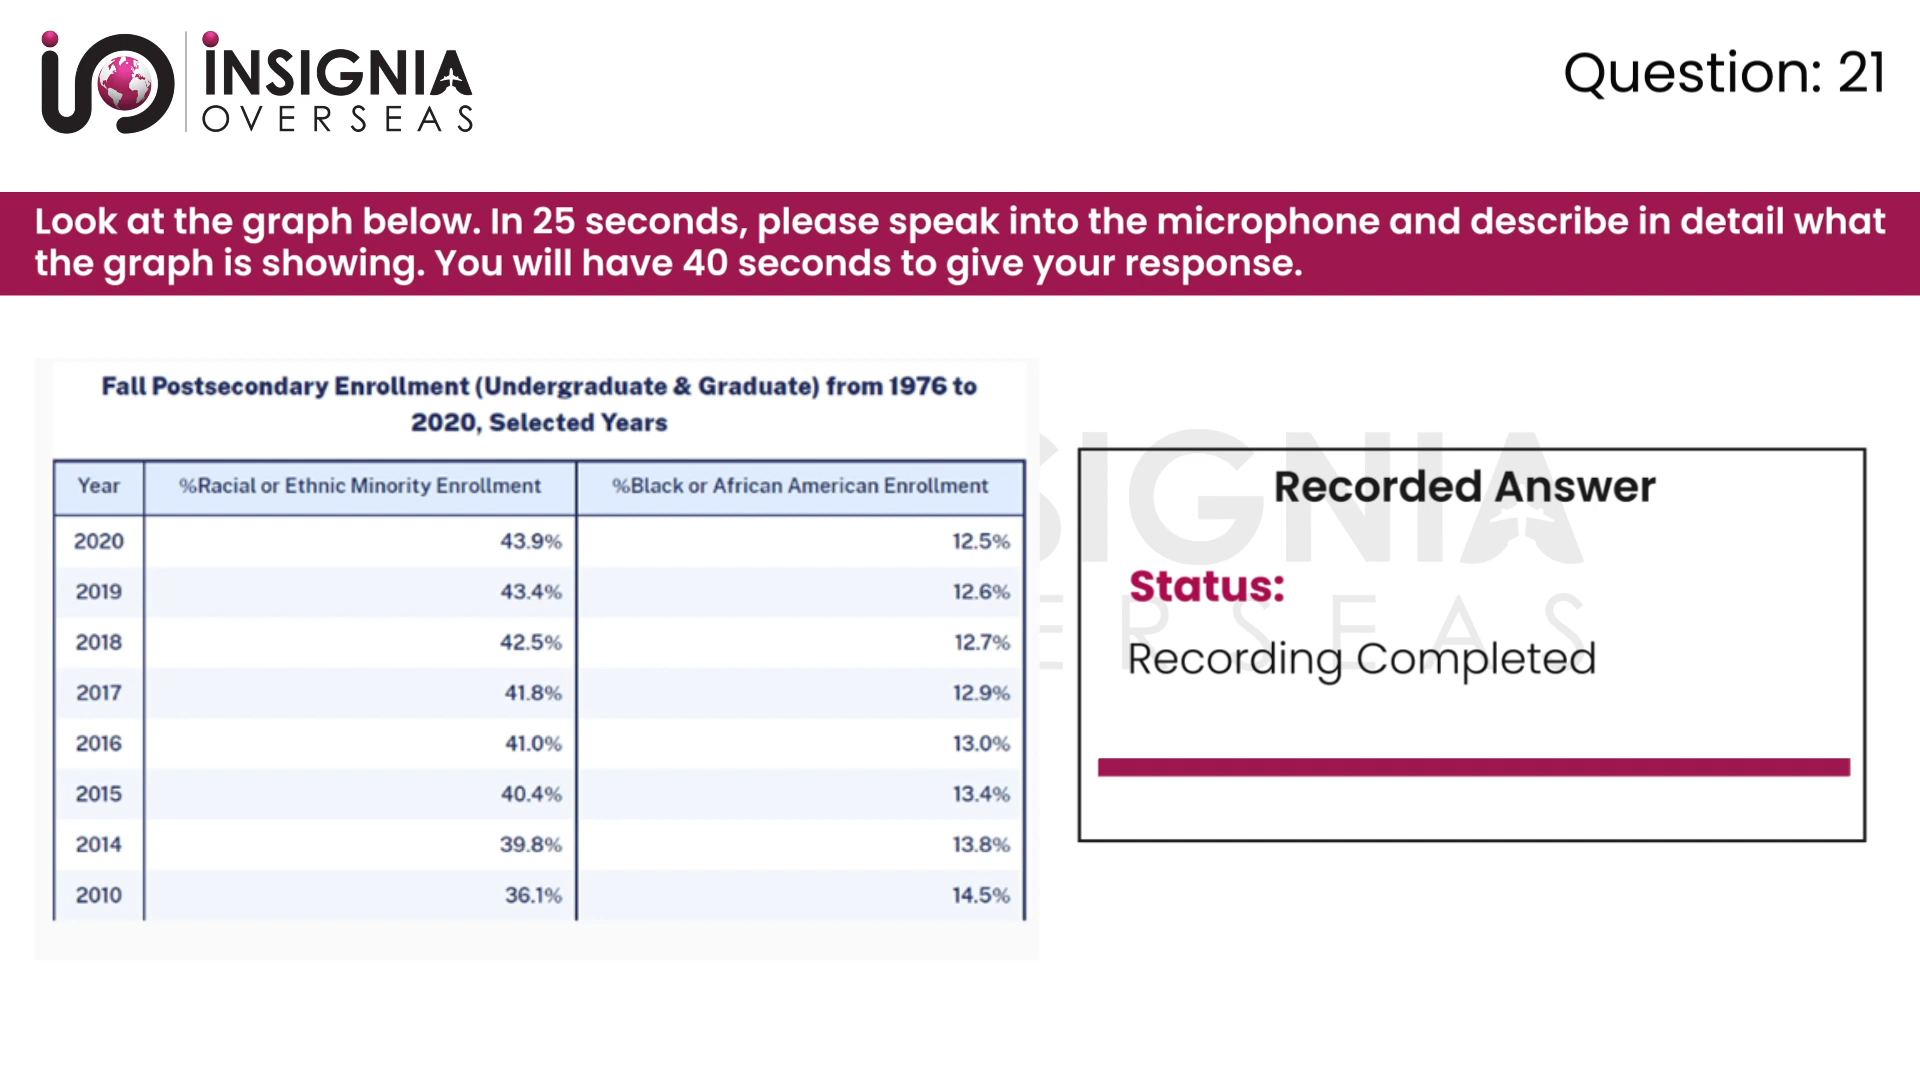 INSIGNIA
OVERSEAS
Question: 21
Look at the graph below. In 25 seconds, please speak into the microphone and describe in detail what
the graph is showing. You will have 40 seconds to give your response.
Fall Postsecondary Enrollment (Undergraduate & Graduate) from 1976 to
2020, Selected Years
Year %Racial or Ethnic Minority Enrollment %Black or African American Enrollment
2020 43.9% 12.5%
2019 43.4% 12.6%
2018 42.5% 12.7%
2017 41.8% 12.9%
2016 41.0% 13.0%
2015 40.4% 13.4%
2014 39.8% 13.8%
2010 36.1% 14.5%
SIGNIA
ERSEAS
Recorded Answer
Status:
Recording Completed